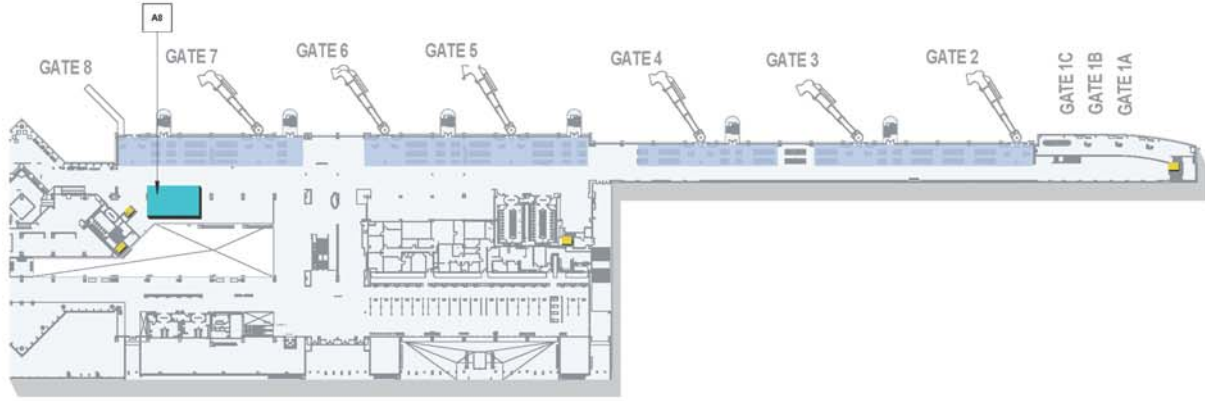 A8
GATE 8
GATE 7
GATE 6
GATE 5
GATE 4
GATE 3
GATE 2
GATE 1C
GATE 1B
GATE 1A